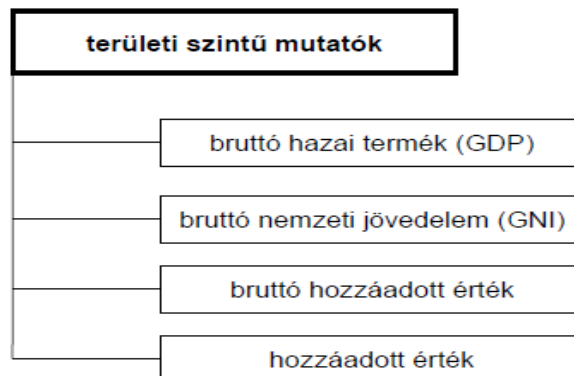 területi szintű mutatók
bruttó hazai termék (GDP)
bruttó nemzeti jövedelem (GNI)
bruttó hozzáadott érték
hozzáadott érték